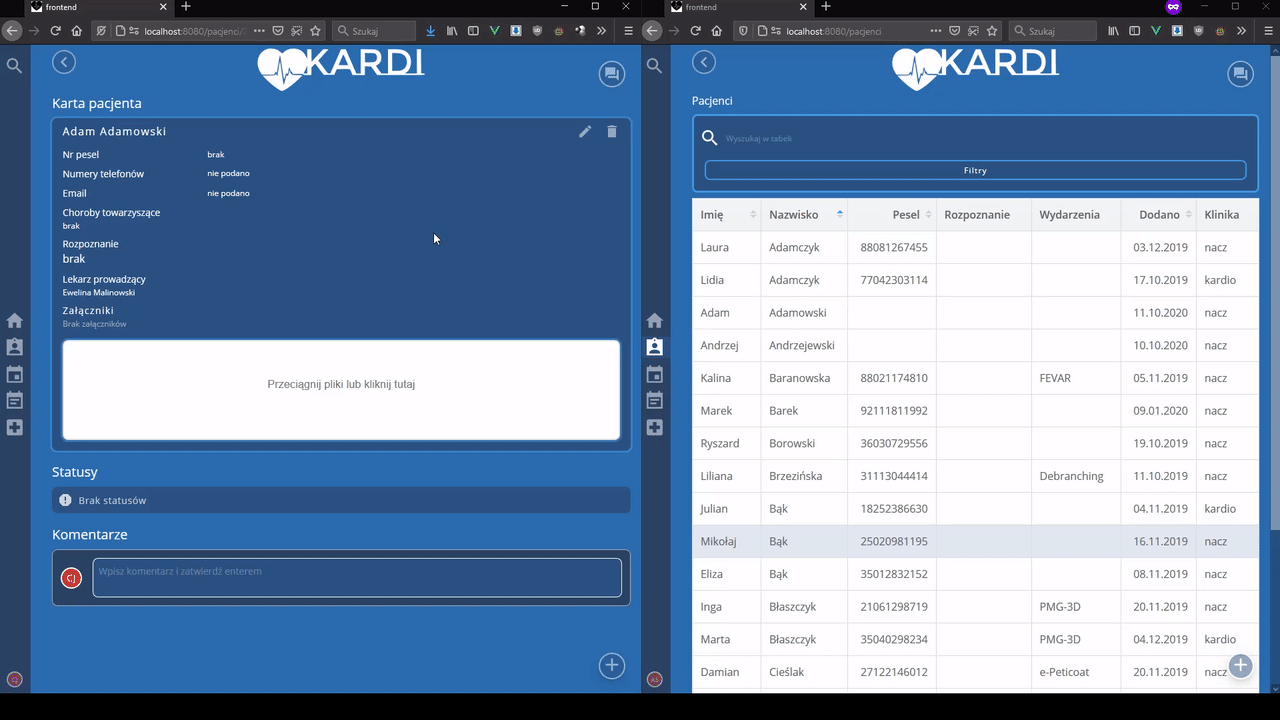 frontend
localhost:8080/pacjenci/
Szukaj
KARDI
Karta pacjenta
Adam Adamowski
Nr pesel brak
Numery telefonów nie podano
Email nie podano
Choroby towarzyszące
brak
Rozpoznanie
brak
Lekarz prowadzący
Ewelina Malinowski
Załączniki
Brak załączników
Przeciągnij pliki lub kliknij tutaj
Statusy
Brak statusów
Komentarze
CJ
Wpisz komentarz i zatwierdź enterem
frontend
localhost:8080/pacjenci
Szukaj
KARDI
Pacjenci
Wyszukaj w tabeli
Filtry
Imię Nazwisko Pesel Rozpoznanie Wydarzenia Dodano Klinika
Laura Adamczyk 88081267455 03.12.2019 nacz
Lidia Adamczyk 77042303114 17.10.2019 kardio
Adam Adamowski 11.10.2020 nacz
Andrzej Andrzejewski 10.10.2020 nacz
Kalina Baranowska 88021174810 FEVAR 05.11.2019 nacz
Marek Barek 92111811992 09.01.2020 nacz
Ryszard Borowski 36030729556 19.10.2019 nacz
Liliana Brzezińska 31113044414 Debranching 11.10.2019 nacz
Julian Bąk 18252386630 04.11.2019 kardio
Mikołaj Bąk 25020981195 16.11.2019 nacz
Eliza Bąk 35012832152 08.11.2019 nacz
Inga Błaszczyk 21061298719 PMG-3D 20.11.2019 nacz
Marta Błaszczyk 35040298234 PMG-3D 04.12.2019 kardio
Damian Cieślak 27122146012 e-Peticoat 20.11.2019 nacz